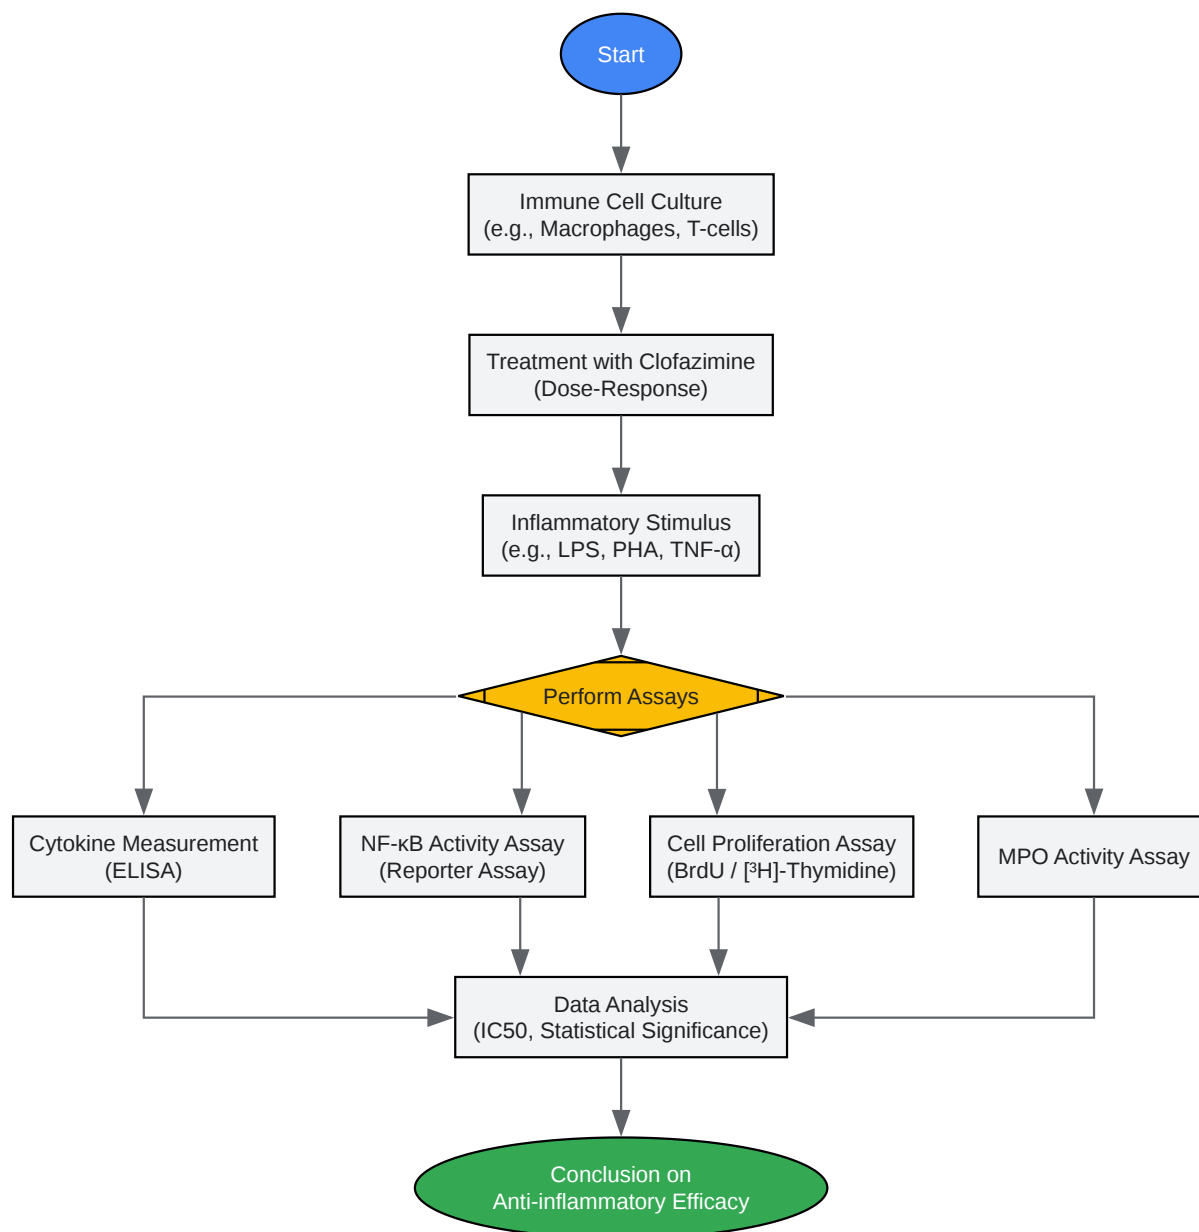 Start
Immune Cell Culture
(e.g., Macrophages, T-cells)
Treatment with Clofazimine
(Dose-Response)
Inflammatory Stimulus
(e.g., LPS, PHA, TNF-α)
Perform Assays
Cytokine Measurement
(ELISA)
NF-κB Activity Assay
(Reporter Assay)
Cell Proliferation Assay
(BrdU / [³H]-Thymidine)
MPO Activity Assay
Data Analysis
(IC50, Statistical Significance)
Conclusion on
Anti-inflammatory Efficacy